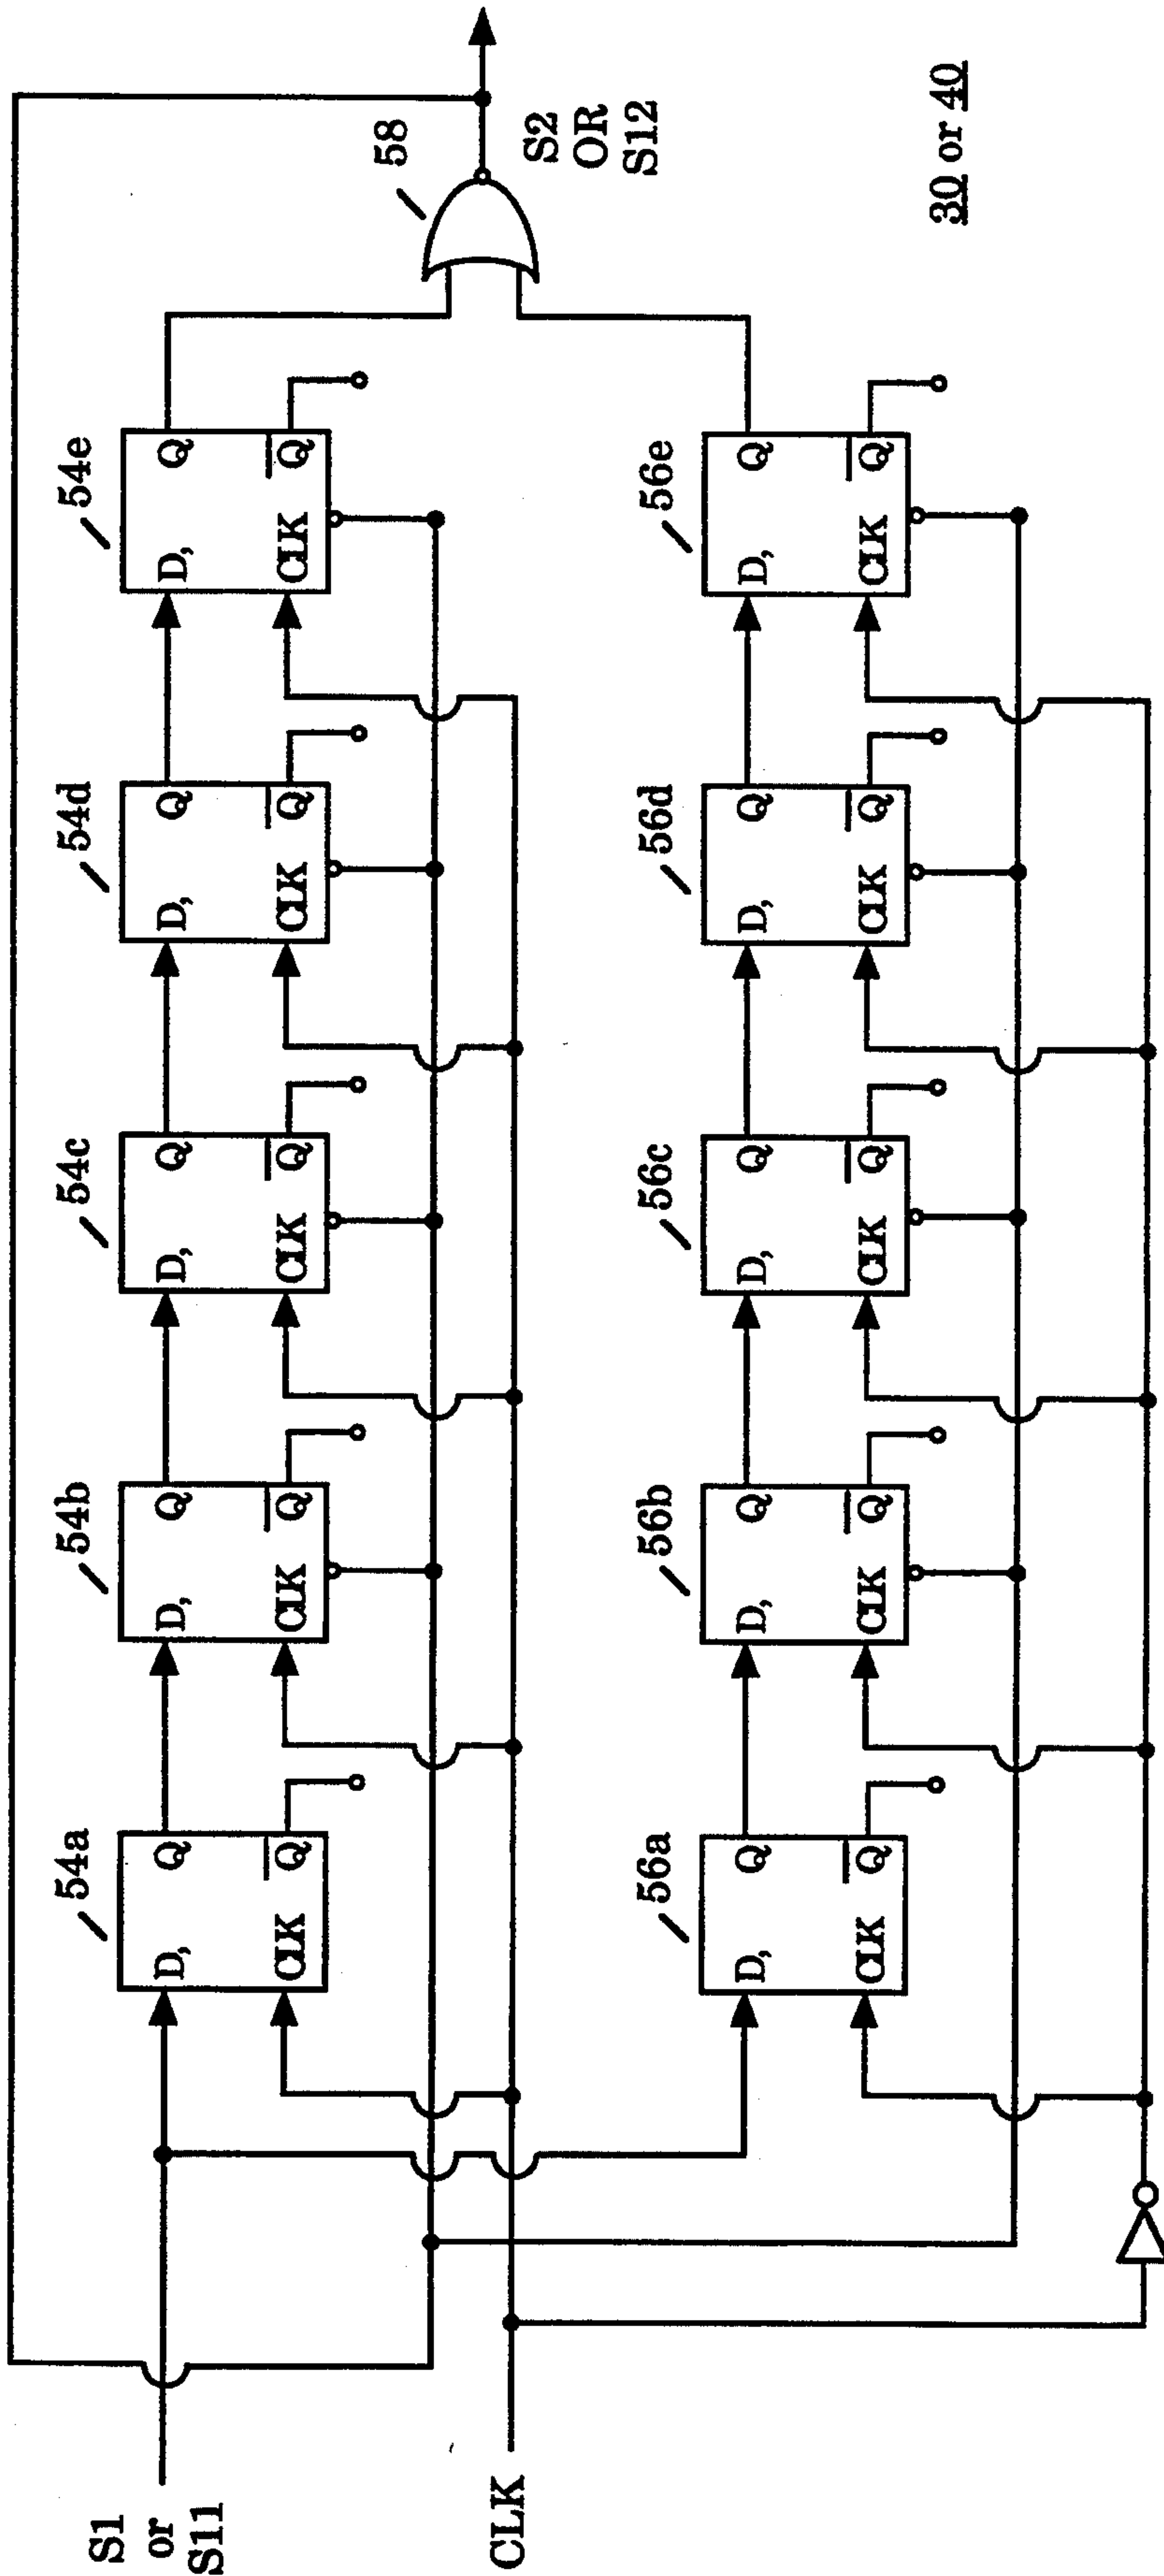 S1
or
S11
CLK
54a
D, Q
CLK Q
54b
D, Q
CLK Q
54c
D, Q
CLK Q
54d
D, Q
CLK Q
54e
D, Q
CLK Q
56a
D, Q
CLK Q
56b
D, Q
CLK Q
56c
D, Q
CLK Q
56d
D, Q
CLK Q
56e
D, Q
CLK Q
58
S2
OR
S12
30 or 40